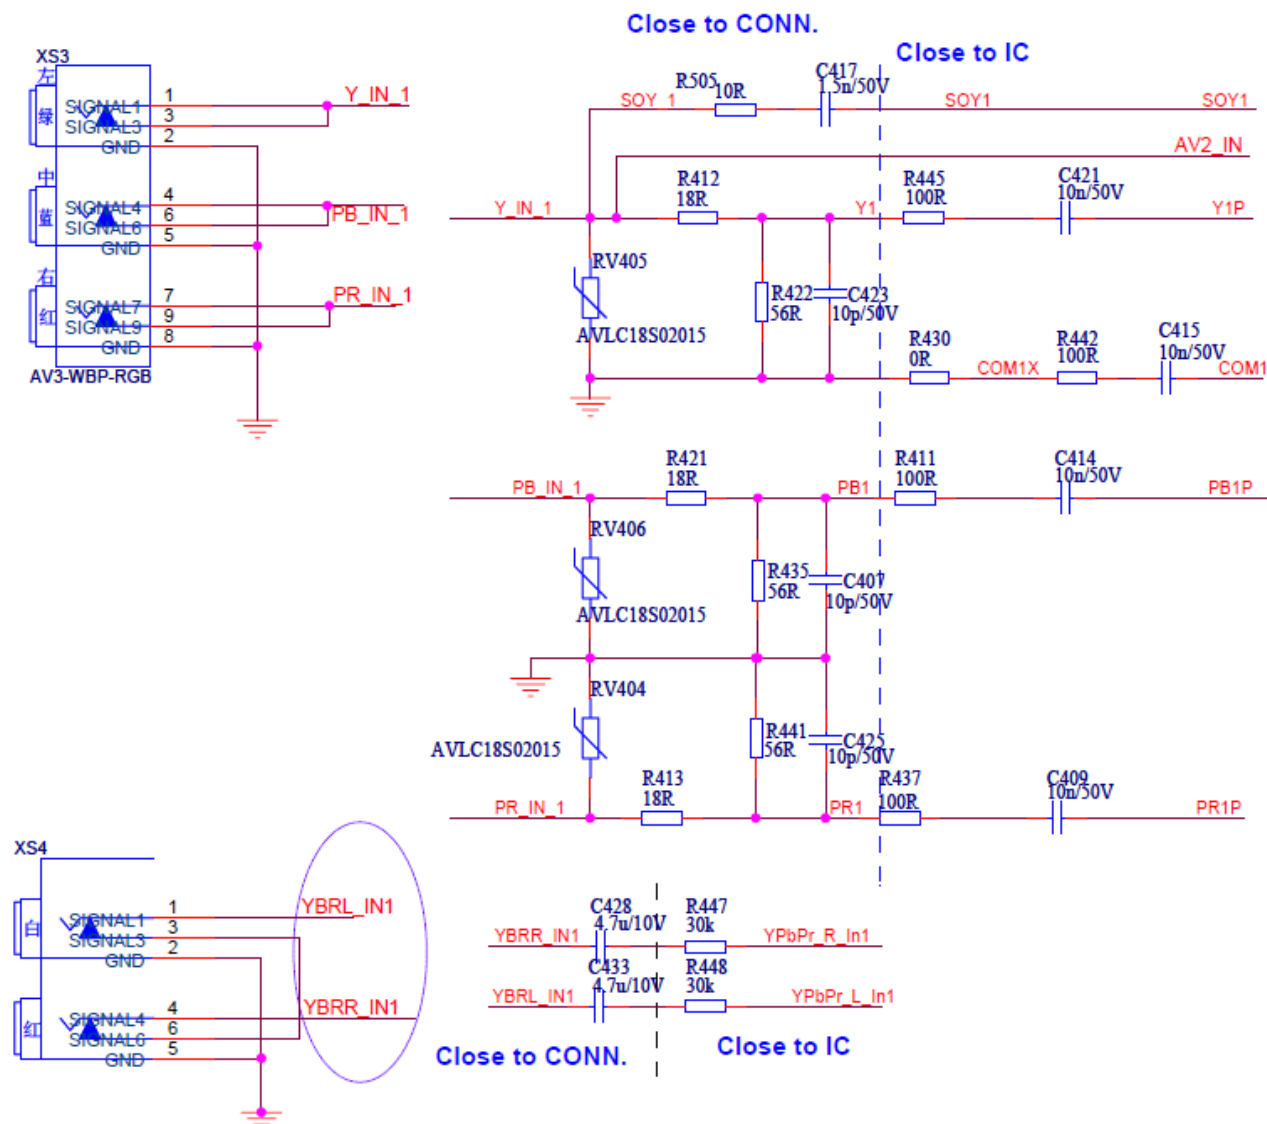 Close to CONN.
Close to IC
XS3
左
绿
SIGNAL1
SIGNAL3
GND
1
3
2
Y_IN_1
中
蓝
SIGNAL4
SIGNAL6
GND
4
6
5
PB_IN_1
右
红
SIGNAL7
SIGNAL9
GND
7
9
8
PR_IN_1
AV3-WBP-RGB
SOY_1
R505
10R
C417
1.5n/50V
SOY1
SOY1
AV2_IN
Y_IN_1
R412
18R
Y1
R445
100R
C421
10n/50V
Y1P
RV405
AVLC18S02015
R422
56R
C423
10p/50V
R430
0R
COM1X
R442
100R
C415
10n/50V
COM1
PB_IN_1
R421
18R
PB1
R411
100R
C414
10n/50V
PB1P
RV406
AVLC18S02015
R435
56R
C407
10p/50V
RV404
AVLC18S02015
R441
56R
C425
10p/50V
PR_IN_1
R413
18R
PR1
R437
100R
C409
10n/50V
PR1P
XS4
白
SIGNAL1
SIGNAL3
GND
1
3
2
YBRL_IN1
红
SIGNAL4
SIGNAL6
GND
4
6
5
YBRR_IN1
YBRR_IN1
C428
4.7u/10V
R447
30k
YPbPr_R_In1
YBRL_IN1
C433
4.7u/10V
R448
30k
YPbPr_L_In1
Close to CONN.
Close to IC